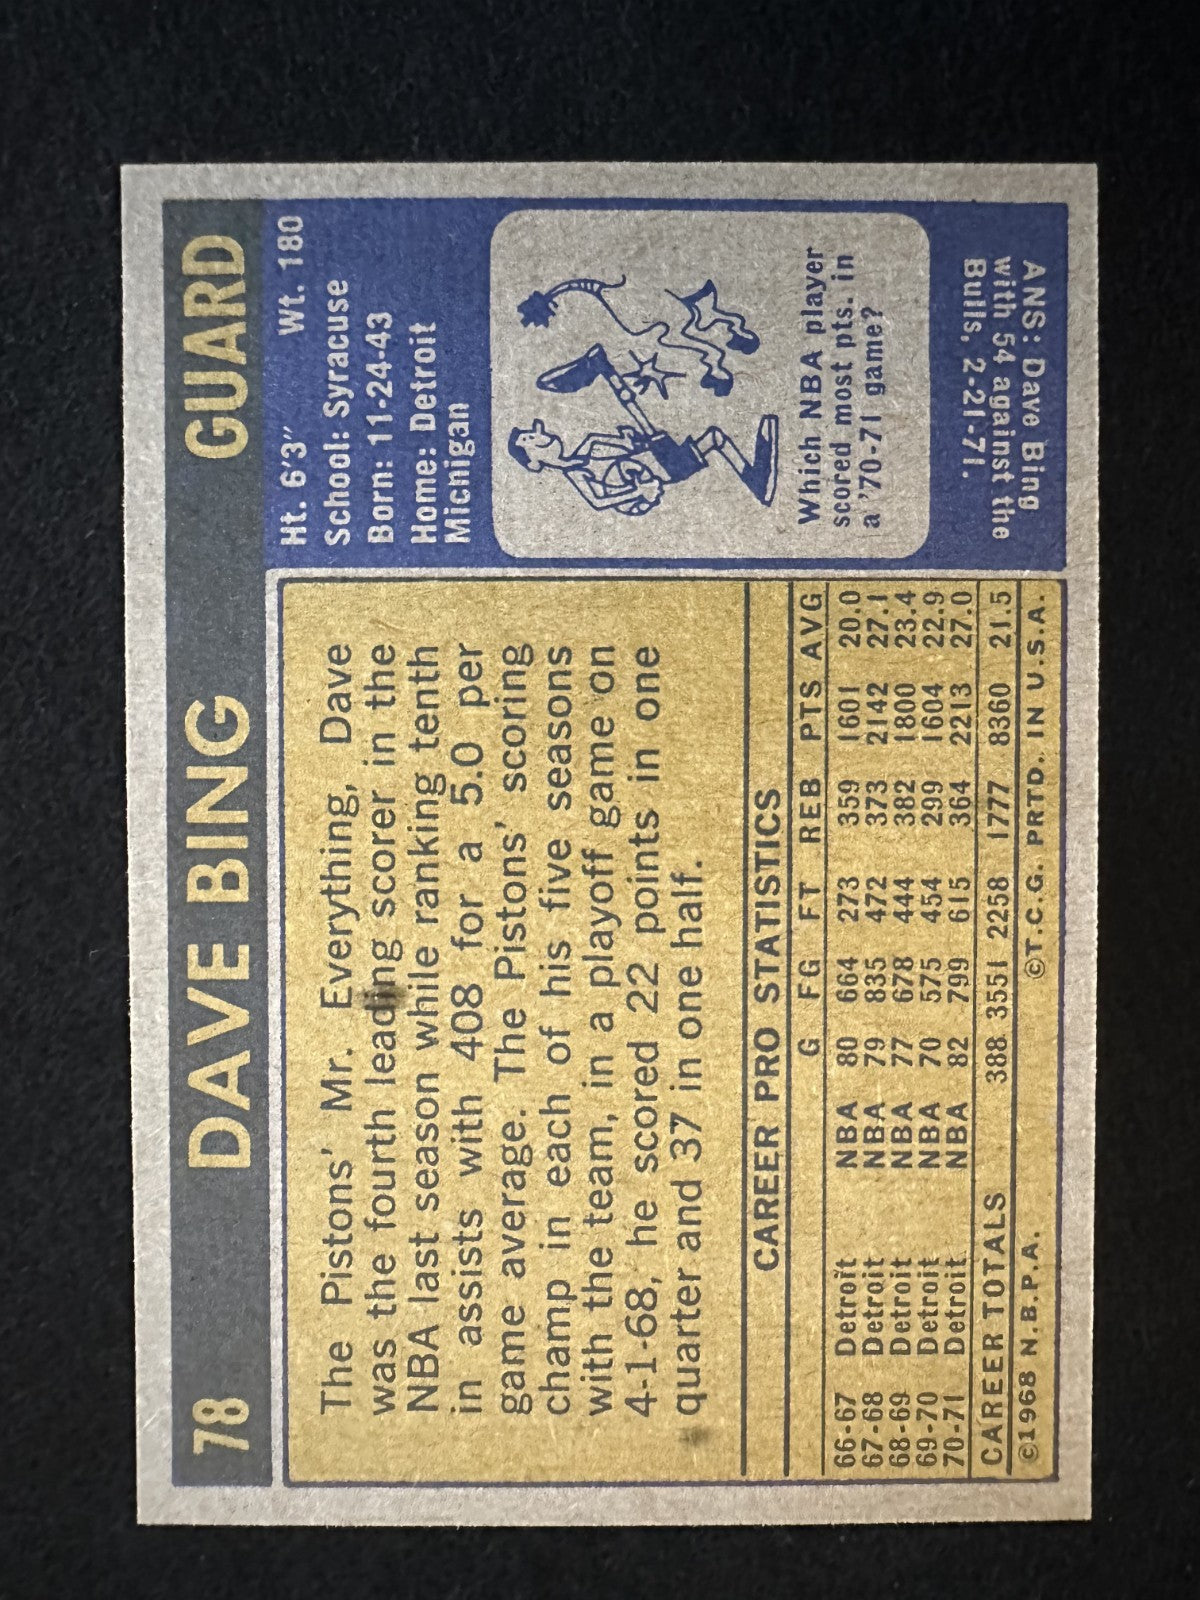 78 DAVE BING GUARD
The Pistons' Mr. Everything, Dave
was the fourth leading scorer in the
NBA last season while ranking tenth
in assists with 408 for a 5.0 per
game average. The Pistons' scoring
champ in each of his five seasons
with the team, in a playoff game on
4-1-68, he scored 22 points in one
quarter and 37 in one half.
CAREER PRO STATISTICS
G FG FT REB PTS AVG
66-67 Detroit NBA 80 664 273 359 1601 20.0
67-68 Detroit NBA 79 835 472 373 2142 27.1
68-69 Detroit NBA 77 678 444 382 1800 23.4
69-70 Detroit NBA 70 575 454 299 1604 22.9
70-71 Detroit NBA 82 799 615 364 2213 27.0
CAREER TOTALS 388 3551 2258 1777 8360 21.5
©1968 N.B.P.A. ©T.C.G. PRTD. IN U.S.A.
Ht. 6'3" Wt. 180
School: Syracuse
Born: 11-24-43
Home: Detroit
Michigan
Which NBA player
scored most pts. in
a '70-71 game?
ANS: Dave Bing
with 54 against the
Bulls, 2-21-71.